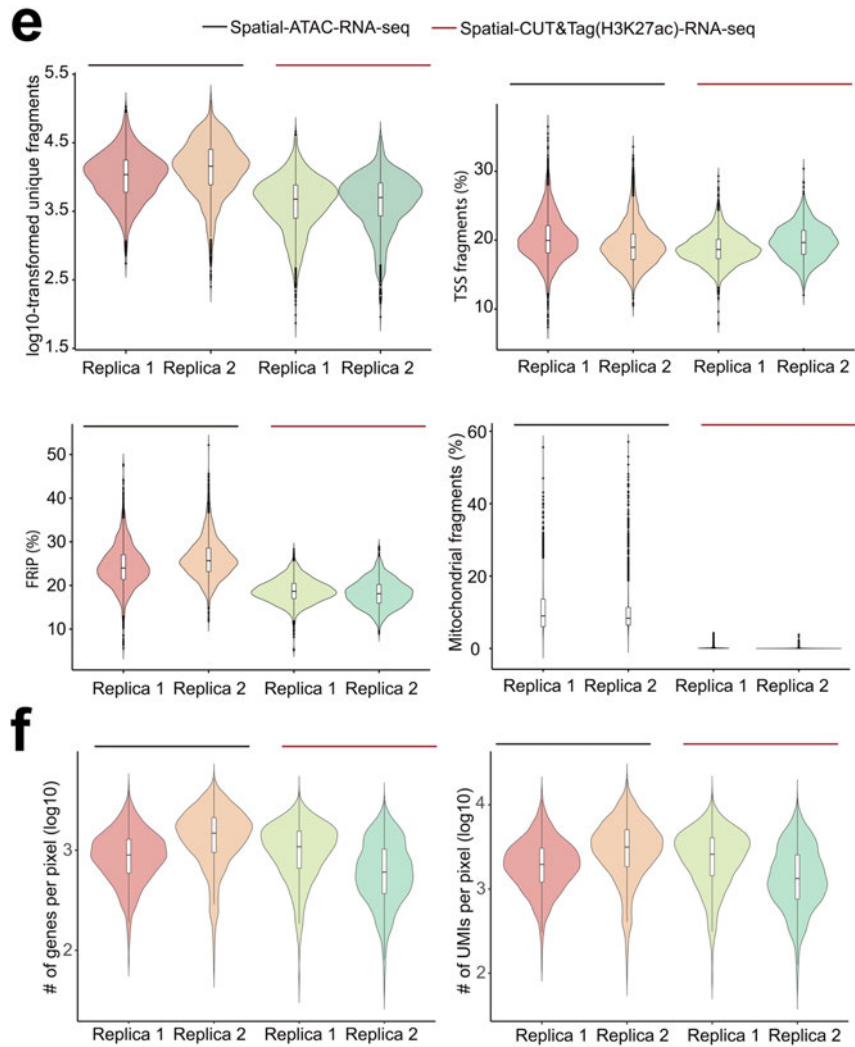 e
Spatial-ATAC-RNA-seq
Spatial-CUT&Tag(H3K27ac)-RNA-seq
log10-transformed unique fragments
5.5
4.5
3.5
2.5
1.5
Replica 1 Replica 2 Replica 1 Replica 2
TSS fragments (%)
30
20
10
Replica 1 Replica 2 Replica 1 Replica 2
FRiP (%)
50
40
30
20
10
Replica 1 Replica 2 Replica 1 Replica 2
Mitochondrial fragments (%)
60
40
20
0
Replica 1 Replica 2 Replica 1 Replica 2
f
# of genes per pixel (log10)
3
2
Replica 1 Replica 2 Replica 1 Replica 2
# of UMIs per pixel (log10)
4
3
2
Replica 1 Replica 2 Replica 1 Replica 2